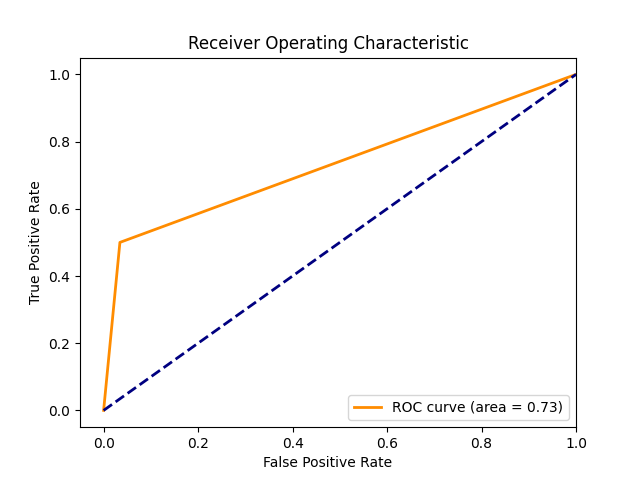 Receiver Operating Characteristic
True Positive Rate
1.0
0.8
0.6
0.4
0.2
0.0
ROC curve (area = 0.73)
0.0 0.2 0.4 0.6 0.8 1.0
False Positive Rate